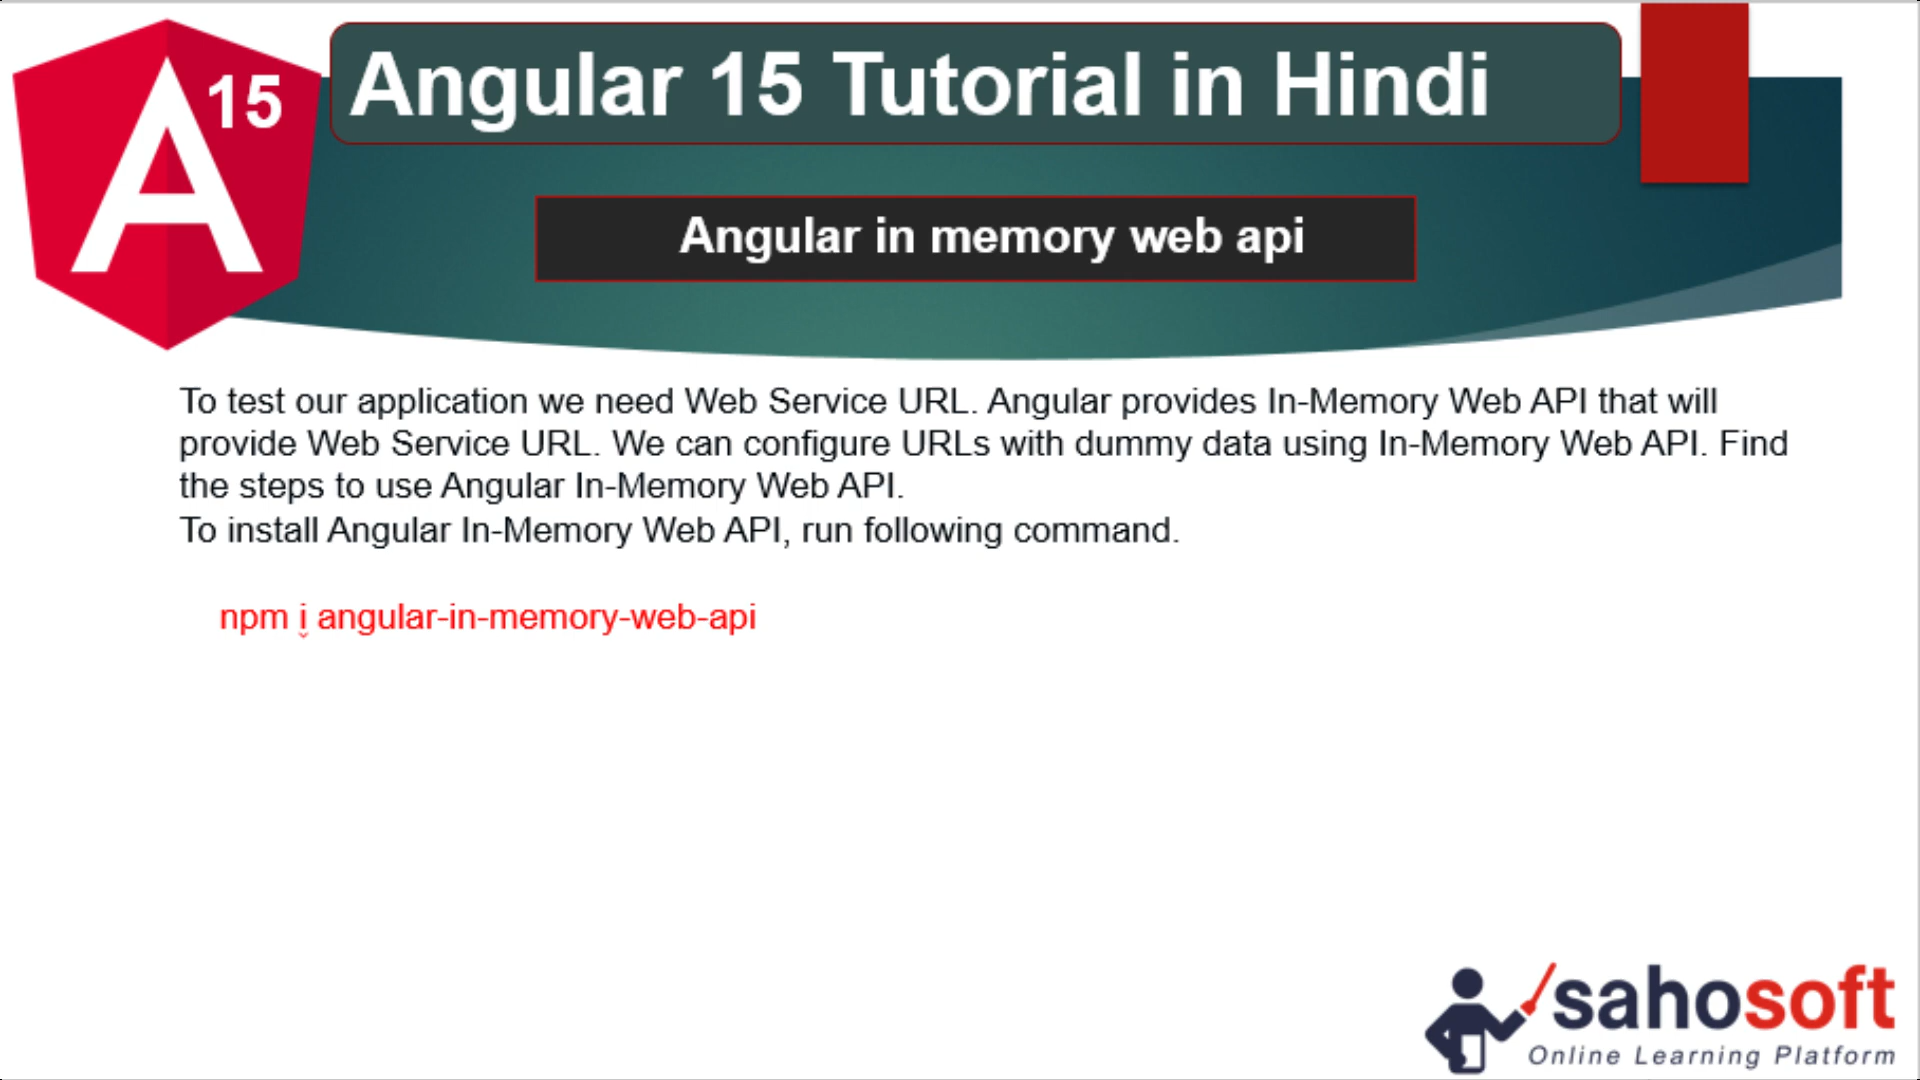 A 15
Angular 15 Tutorial in Hindi
Angular in memory web api
To test our application we need Web Service URL. Angular provides In-Memory Web API that will
provide Web Service URL. We can configure URLs with dummy data using In-Memory Web API. Find
the steps to use Angular In-Memory Web API.
To install Angular In-Memory Web API, run following command.
npm i angular-in-memory-web-api
sahosoft
Online Learning Platform